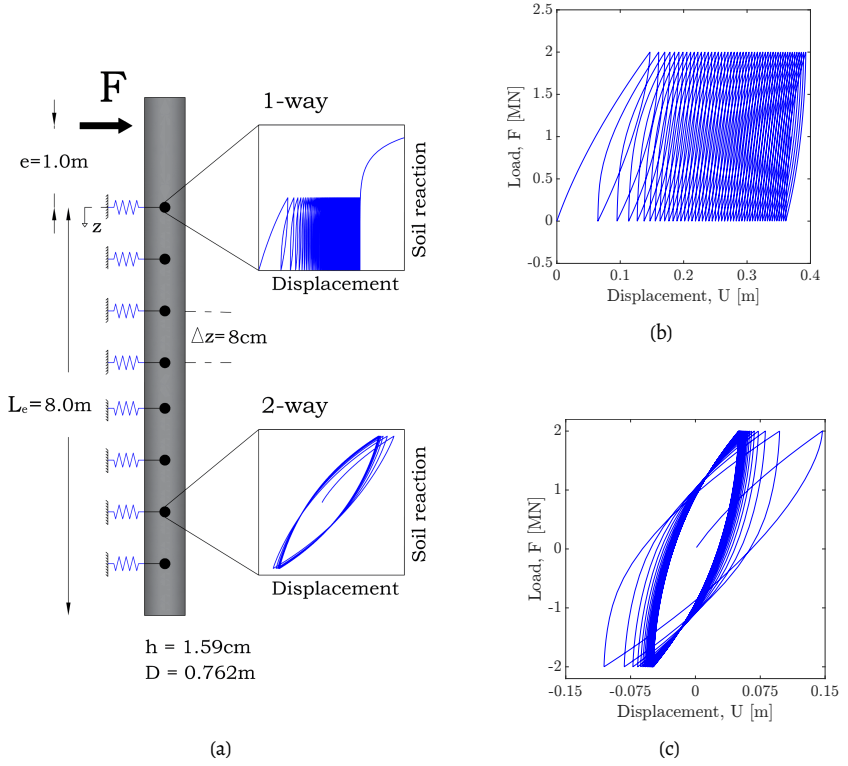 F
e=1.0m
z
1-way
Soil reaction
Displacement
Δz=8cm
Lₑ=8.0m
2-way
Soil reaction
Displacement
h = 1.59cm
D = 0.762m
(a)
2.5
2
1.5
1
0.5
0
-0.5
Load, F [MN]
0 0.1 0.2 0.3 0.4
Displacement, U [m]
(b)
2
1
0
-1
-2
Load, F [MN]
-0.15 -0.075 0 0.075 0.15
Displacement, U [m]
(c)